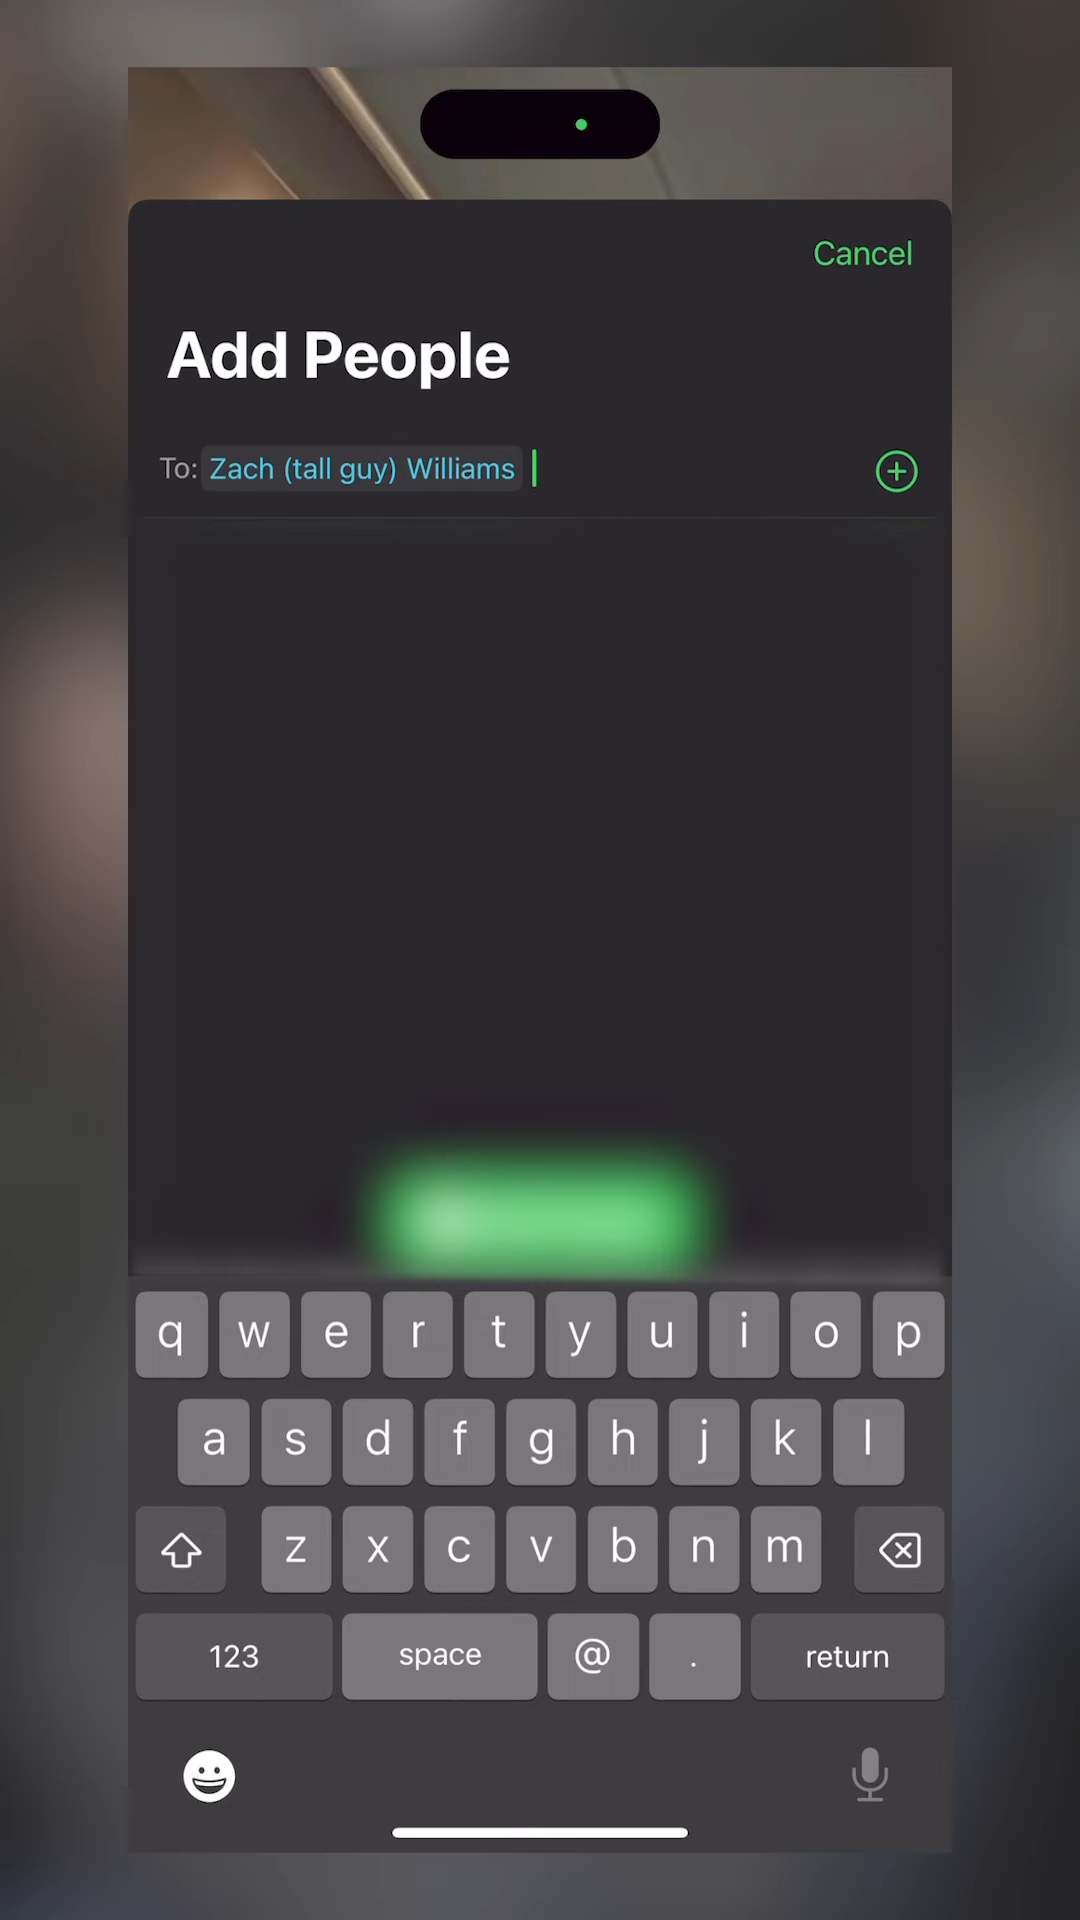 Cancel
Add People
To: Zach (tall guy) Williams
q w e r t y u i o p
a s d f g h j k l
z x c v b n m
123 space @ . return